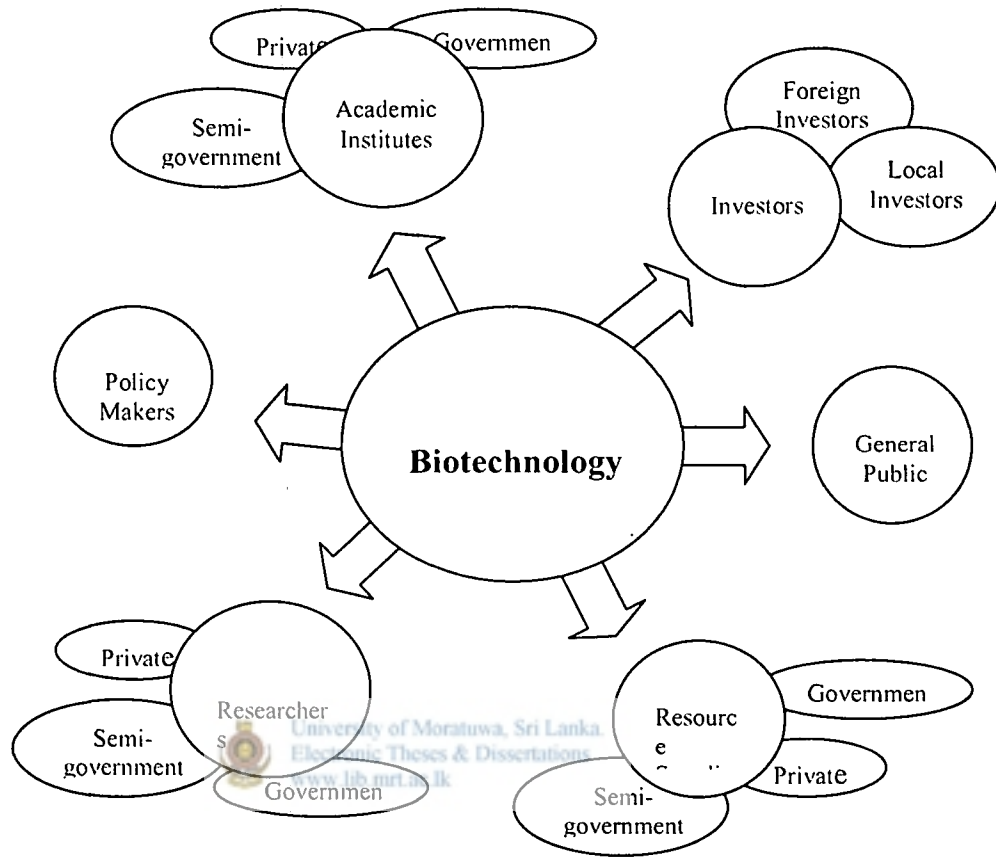 Private
Governmen
Academic
Institutes
Semi-
government
Foreign
Investors
Local
Investors
Investors
Policy
Makers
Biotechnology
General
Public
Private
Researcher
s
Semi-
government
Governmen
University of Moratuwa, Sri Lanka.
Electronic Theses & Dissertations
www.lib.mrt.ac.lk
Resourc
e
Governmen
Private
Semi-
government